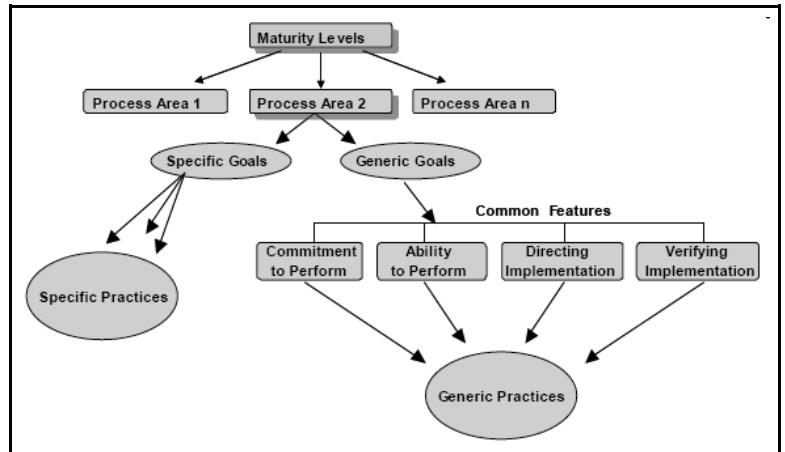 Maturity Levels
Process Area 1
Process Area 2
Process Area n
Specific Goals
Generic Goals
Common Features
Commitment
to Perform
Ability
to Perform
Directing
Implementation
Verifying
Implementation
Specific Practices
Generic Practices